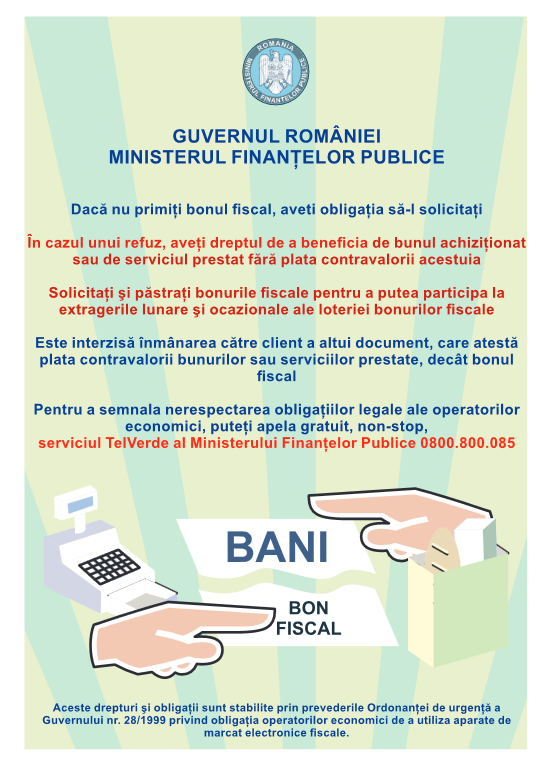 ROMANIA
MINISTERUL FINANȚELOR PUBLICE
GUVERNUL ROMÂNIEI
MINISTERUL FINANȚELOR PUBLICE
Dacă nu primiți bonul fiscal, aveti obligația să-l solicitați
În cazul unui refuz, aveți dreptul de a beneficia de bunul achiziționat
sau de serviciul prestat fără plata contravalorii acestuia
Solicitați şi păstrați bonurile fiscale pentru a putea participa la
extragerile lunare şi ocazionale ale loteriei bonurilor fiscale
Este interzisă înmânarea către client a altui document, care atestă
plata contravalorii bunurilor sau serviciilor prestate, decât bonul
fiscal
Pentru a semnala nerespectarea obligațiilor legale ale operatorilor
economici, puteți apela gratuit, non-stop,
serviciul TelVerde al Ministerului Finanțelor Publice 0800.800.085
BANI
BON
FISCAL
Aceste drepturi şi obligații sunt stabilite prin prevederile Ordonanței de urgență a
Guvernului nr. 28/1999 privind obligația operatorilor economici de a utiliza aparate de
marcat electronice fiscale.